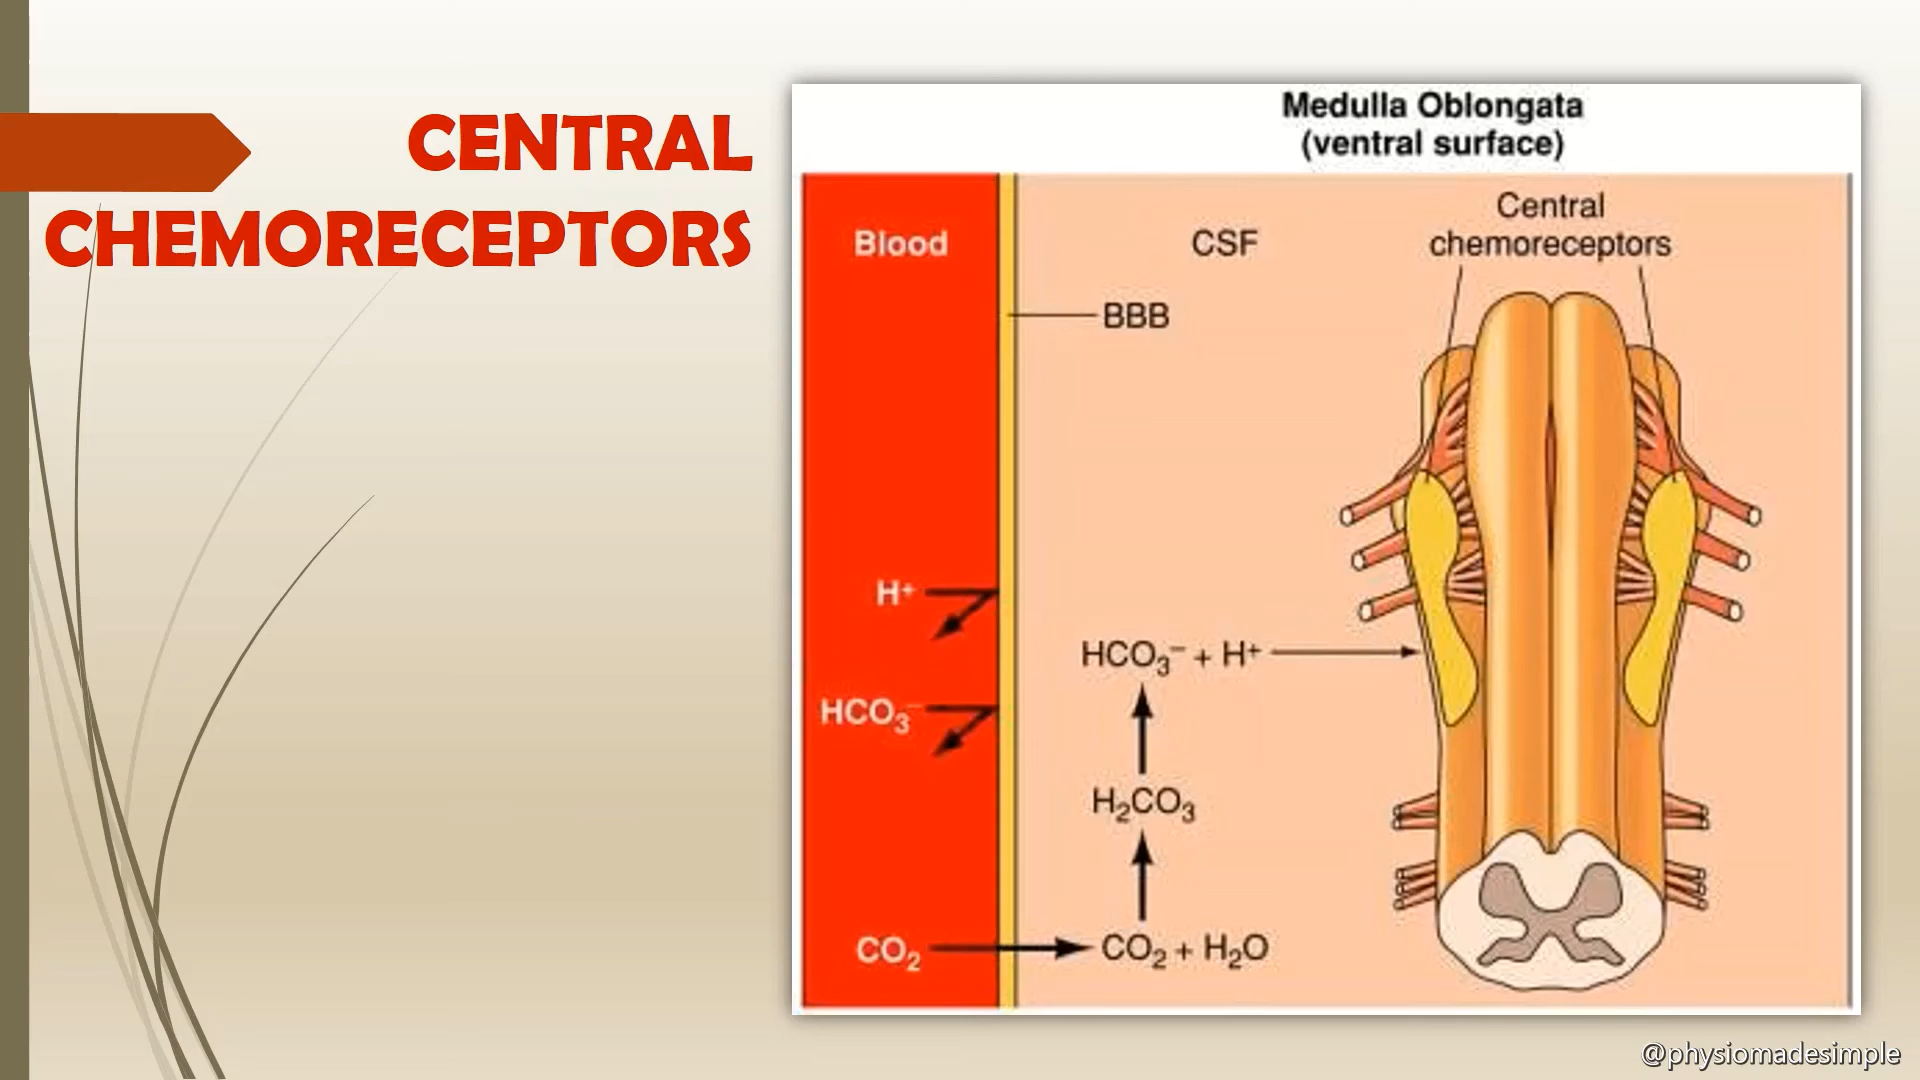 CENTRAL
CHEMORECEPTORS
Medulla Oblongata
(ventral surface)
Blood
CSF
Central
chemoreceptors
BBB
H⁺
HCO₃⁻ + H⁺
HCO₃⁻
H₂CO₃
CO₂
CO₂ + H₂O
@physiomadesimple